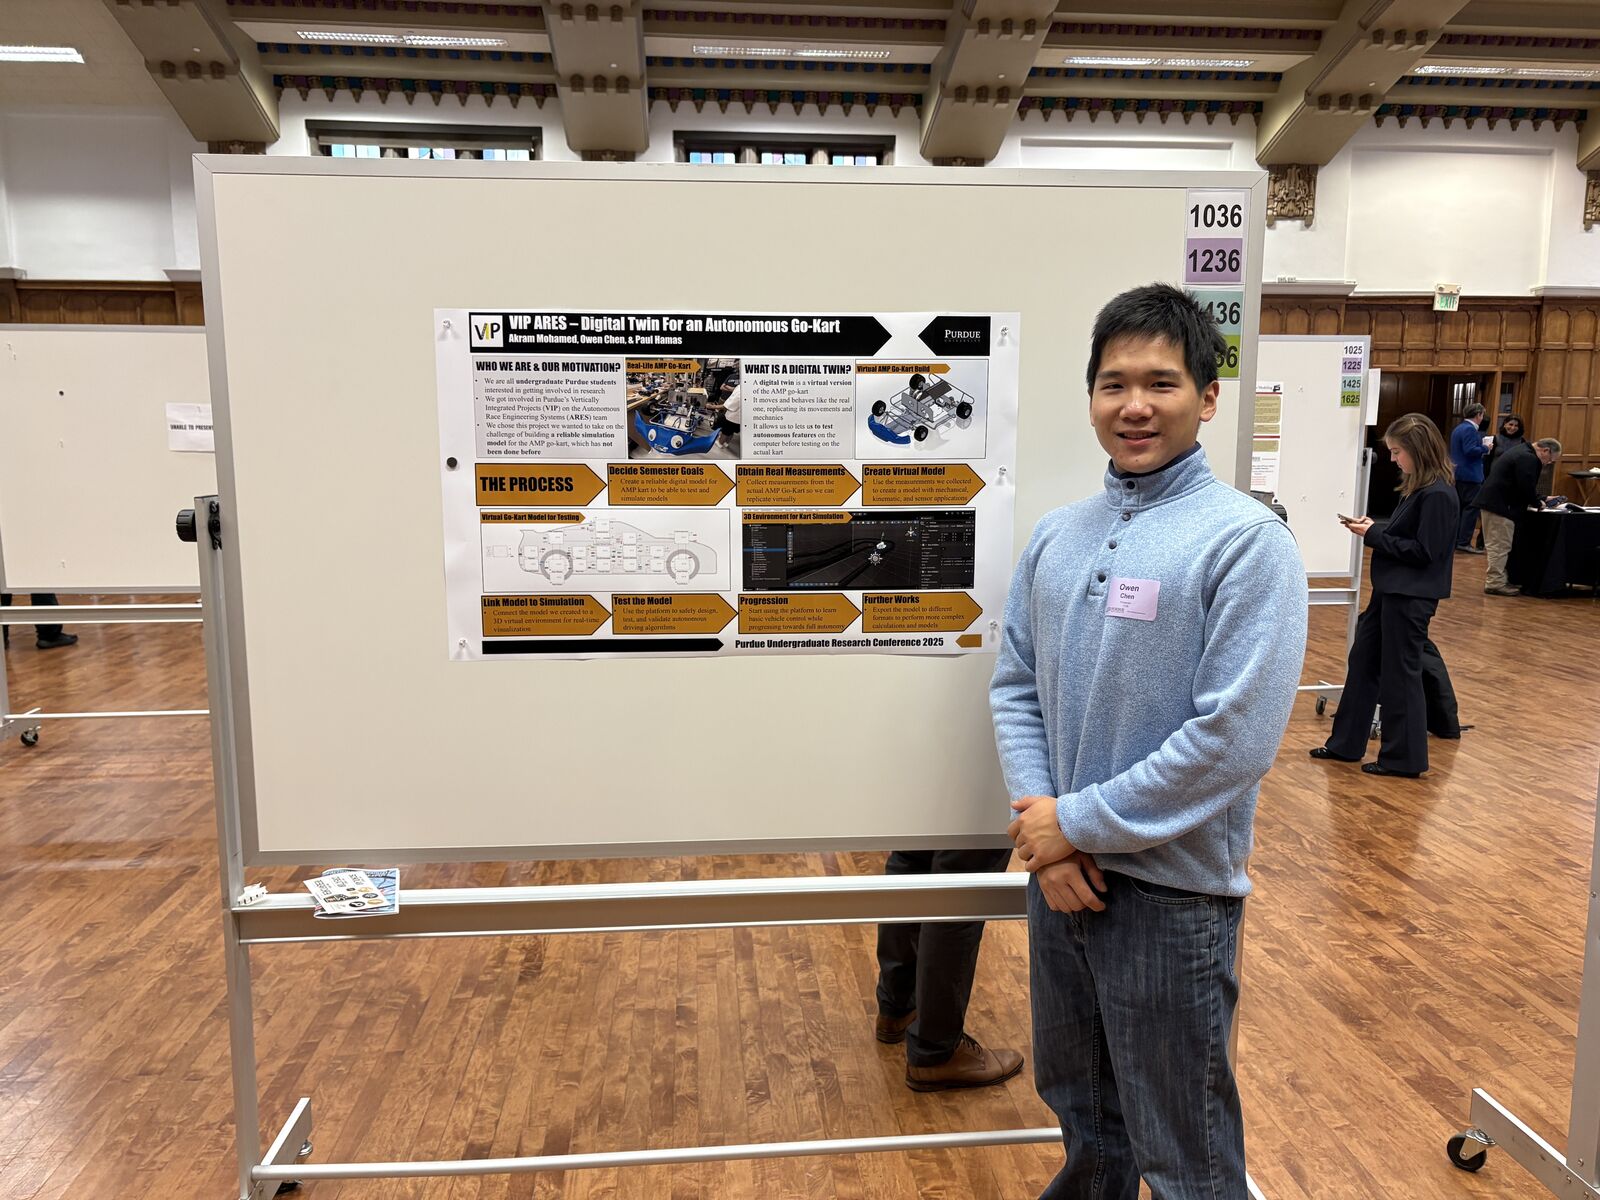 1036
1236
436
36
VIP
VIP ARES – Digital Twin For an Autonomous Go-Kart
Akram Mohamed, Owen Chen, & Paul Hamas
PURDUE
UNIVERSITY
WHO WE ARE & OUR MOTIVATION?
• We are all undergraduate Purdue students
interested in getting involved in research
• We got involved in Purdue's Vertically
Integrated Projects (VIP) on the Autonomous
Race Engineering Systems (ARES) team
• We chose this project we wanted to take on the
challenge of building a reliable simulation
model for the AMP go-kart, which has not
been done before
Real-Life AMP Go-Kart
WHAT IS A DIGITAL TWIN?
• A digital twin is a virtual version
of the AMP go-kart
• It moves and behaves like the real
one, replicating its movements and
mechanics
• It allows us to lets us to test
autonomous features on the
computer before testing on the
actual kart
Virtual AMP Go-Kart Build
THE PROCESS
Decide Semester Goals
• Create a reliable digital model for
AMP kart to be able to test and
simulate models
Obtain Real Measurements
• Collect measurements from the
actual AMP Go-Kart so we can
replicate virtually
Create Virtual Model
• Use the measurements we collected
to create a model with mechanical,
kinematic, and sensor applications
Virtual Go-Kart Model for Testing
3D Environment for Kart Simulation
Link Model to Simulation
• Connect the model we created to a
3D virtual environment for real-time
visualization
Test the Model
• Use the platform to safely design,
test, and validate autonomous
driving algorithms
Progression
• Start using the platform to learn
basic vehicle control while
progressing towards full autonomy
Further Works
• Export the model to different
formats to perform more complex
calculations and models
Purdue Undergraduate Research Conference 2025
Owen
Chen
UNABLE TO PRESENT
1025
1225
1425
1625
EXIT